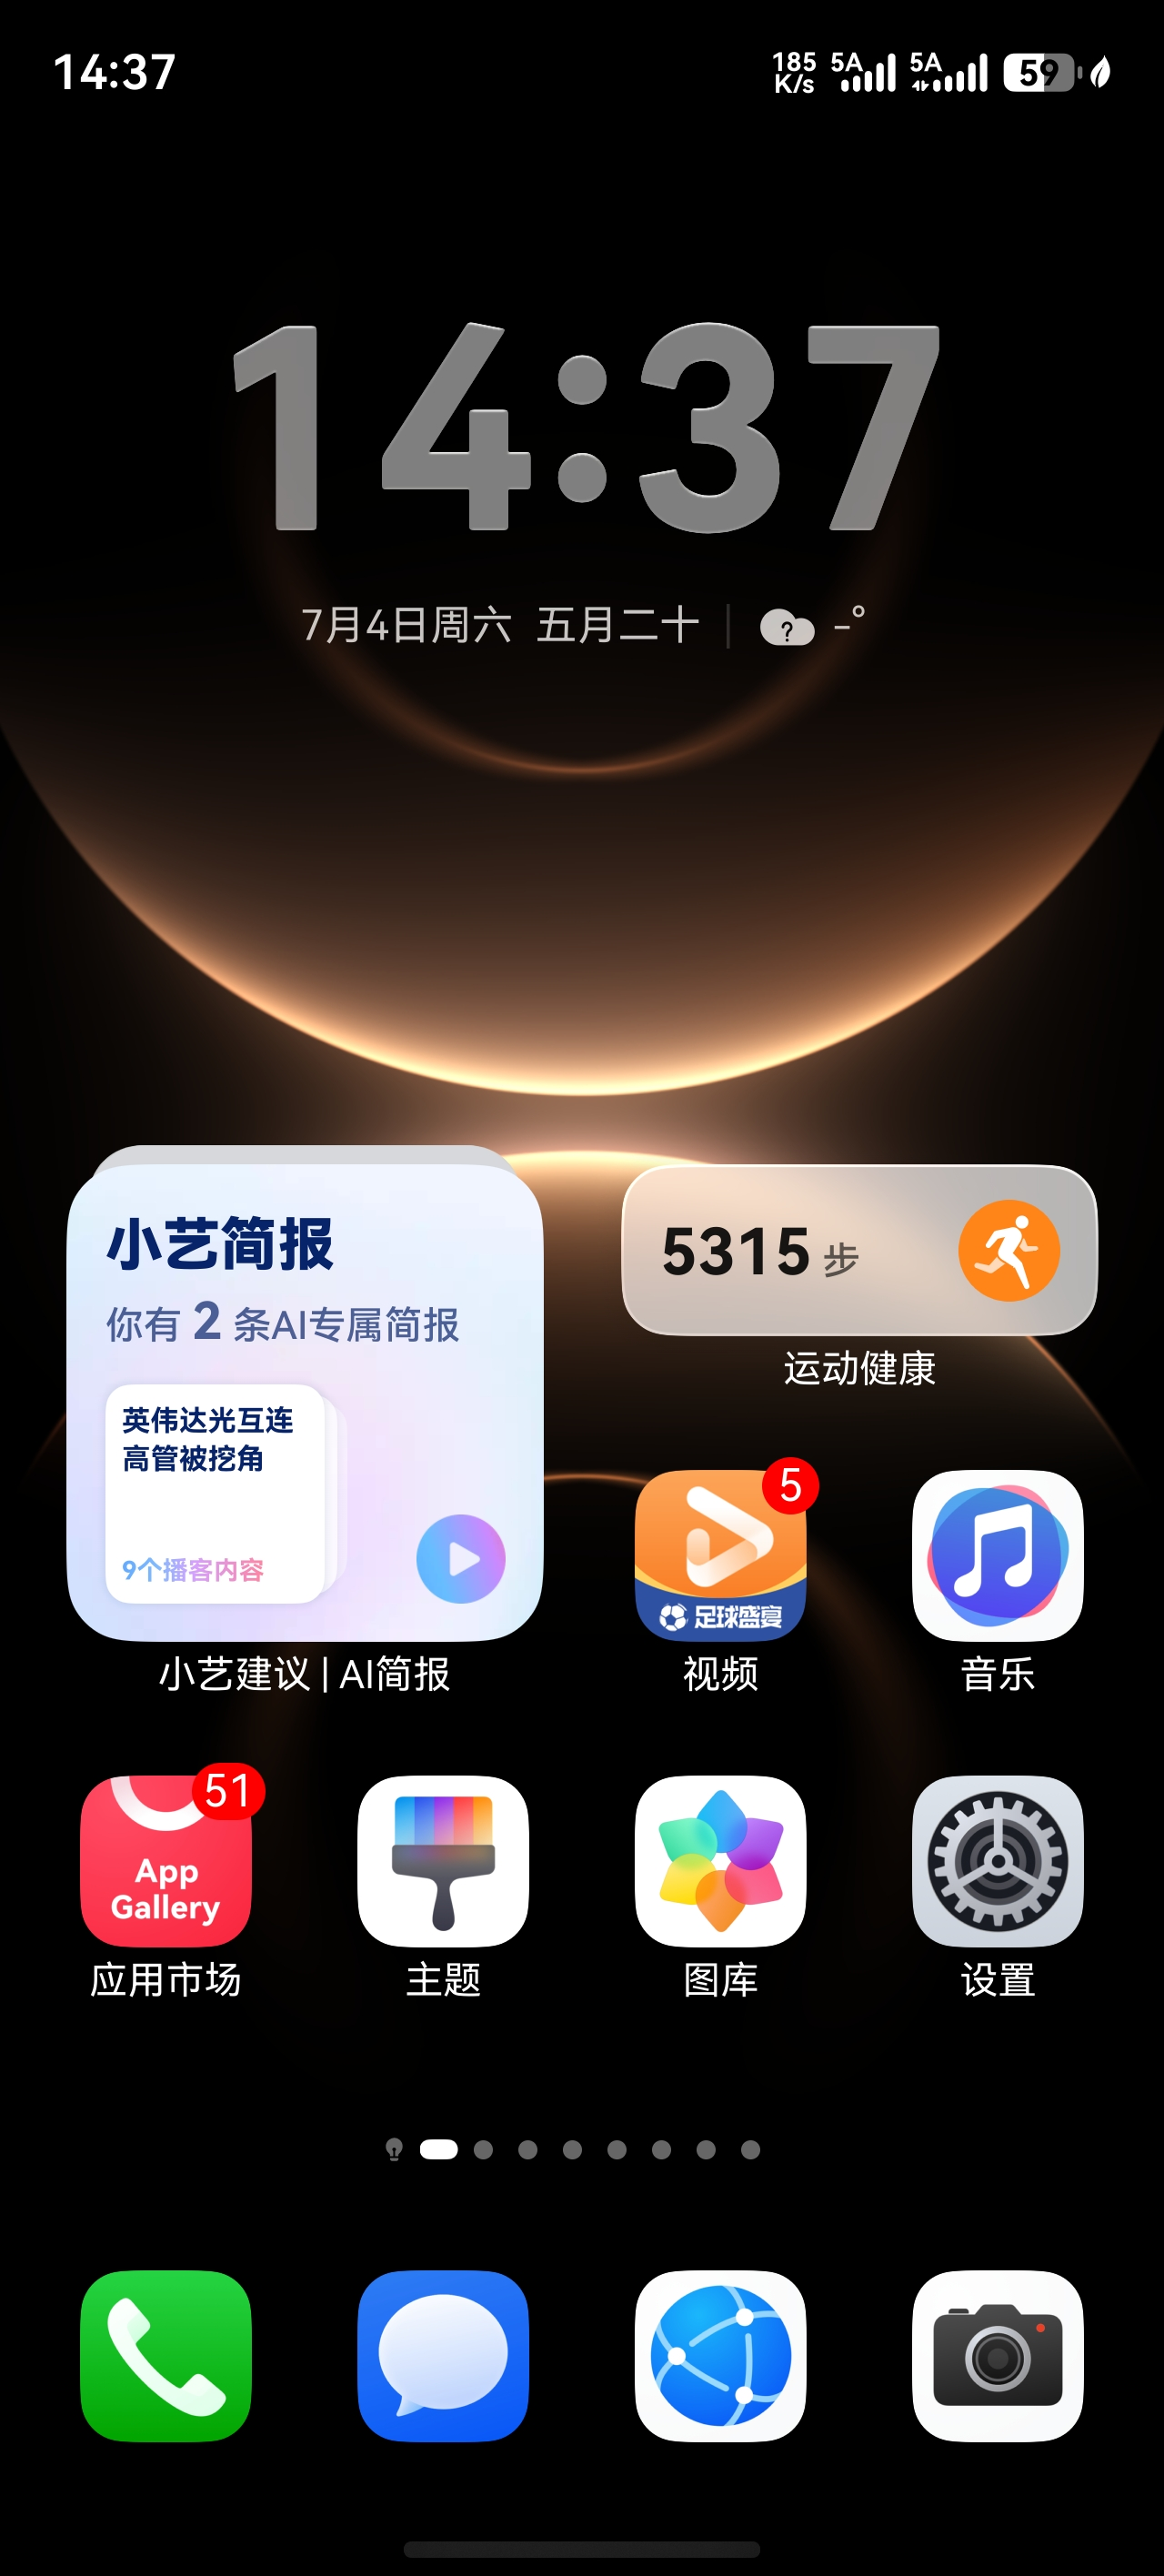 14:37
185 K/s 5A 5A 59
14:37
7月4日周六 五月二十 ? -°
小艺简报
你有 2 条AI专属简报
英伟达光互连
高管被挖角
9个播客内容
小艺建议 | AI简报
5315 步
运动健康
5
足球盛宴
视频
音乐
51
App
Gallery
应用市场
主题
图库
设置